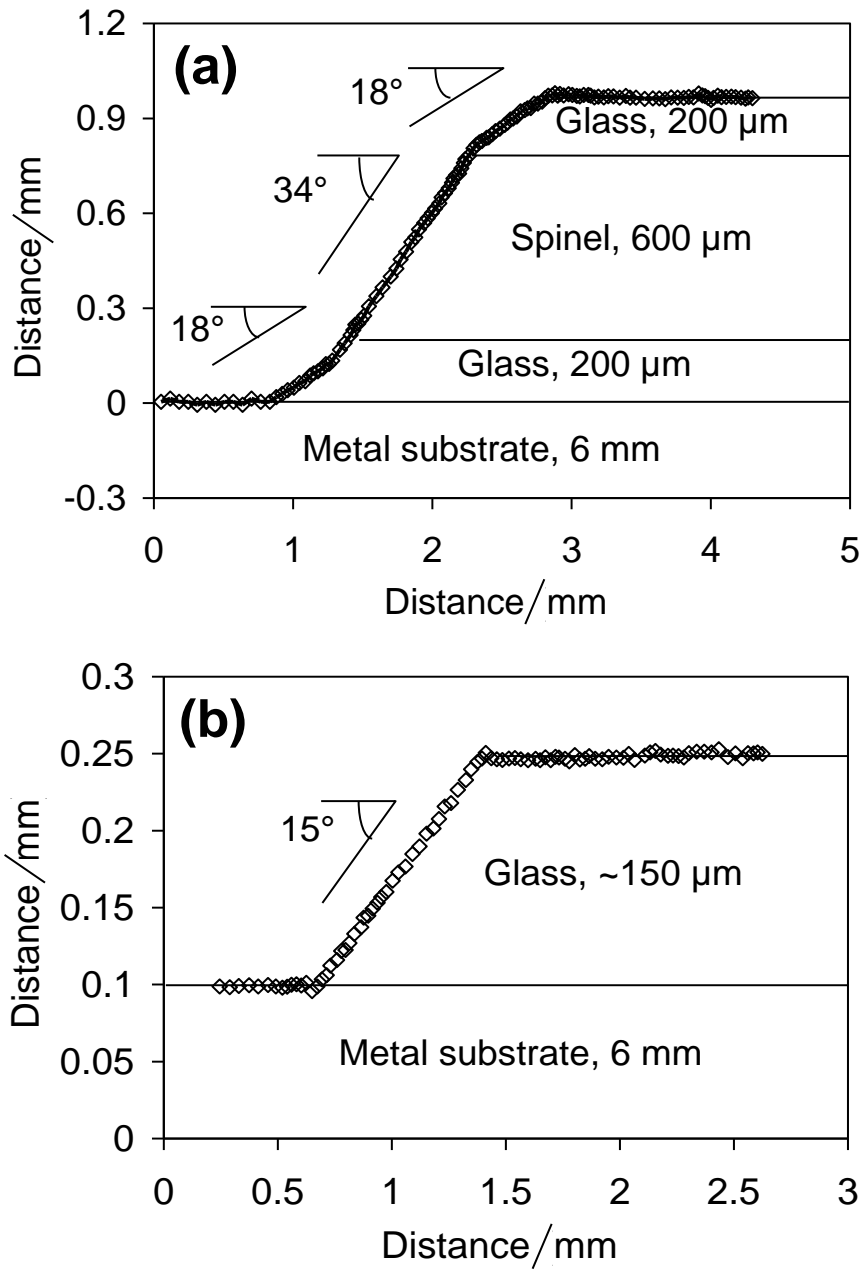 (a)
1.2
0.9
0.6
0.3
0
-0.3
Distance/mm
18°
34°
18°
Glass, 200 µm
Spinel, 600 µm
Glass, 200 µm
Metal substrate, 6 mm
0 1 2 3 4 5
Distance/mm
(b)
0.3
0.25
0.2
0.15
0.1
0.05
0
Distance/mm
15°
Glass, ~150 µm
Metal substrate, 6 mm
0 0.5 1 1.5 2 2.5 3
Distance/mm